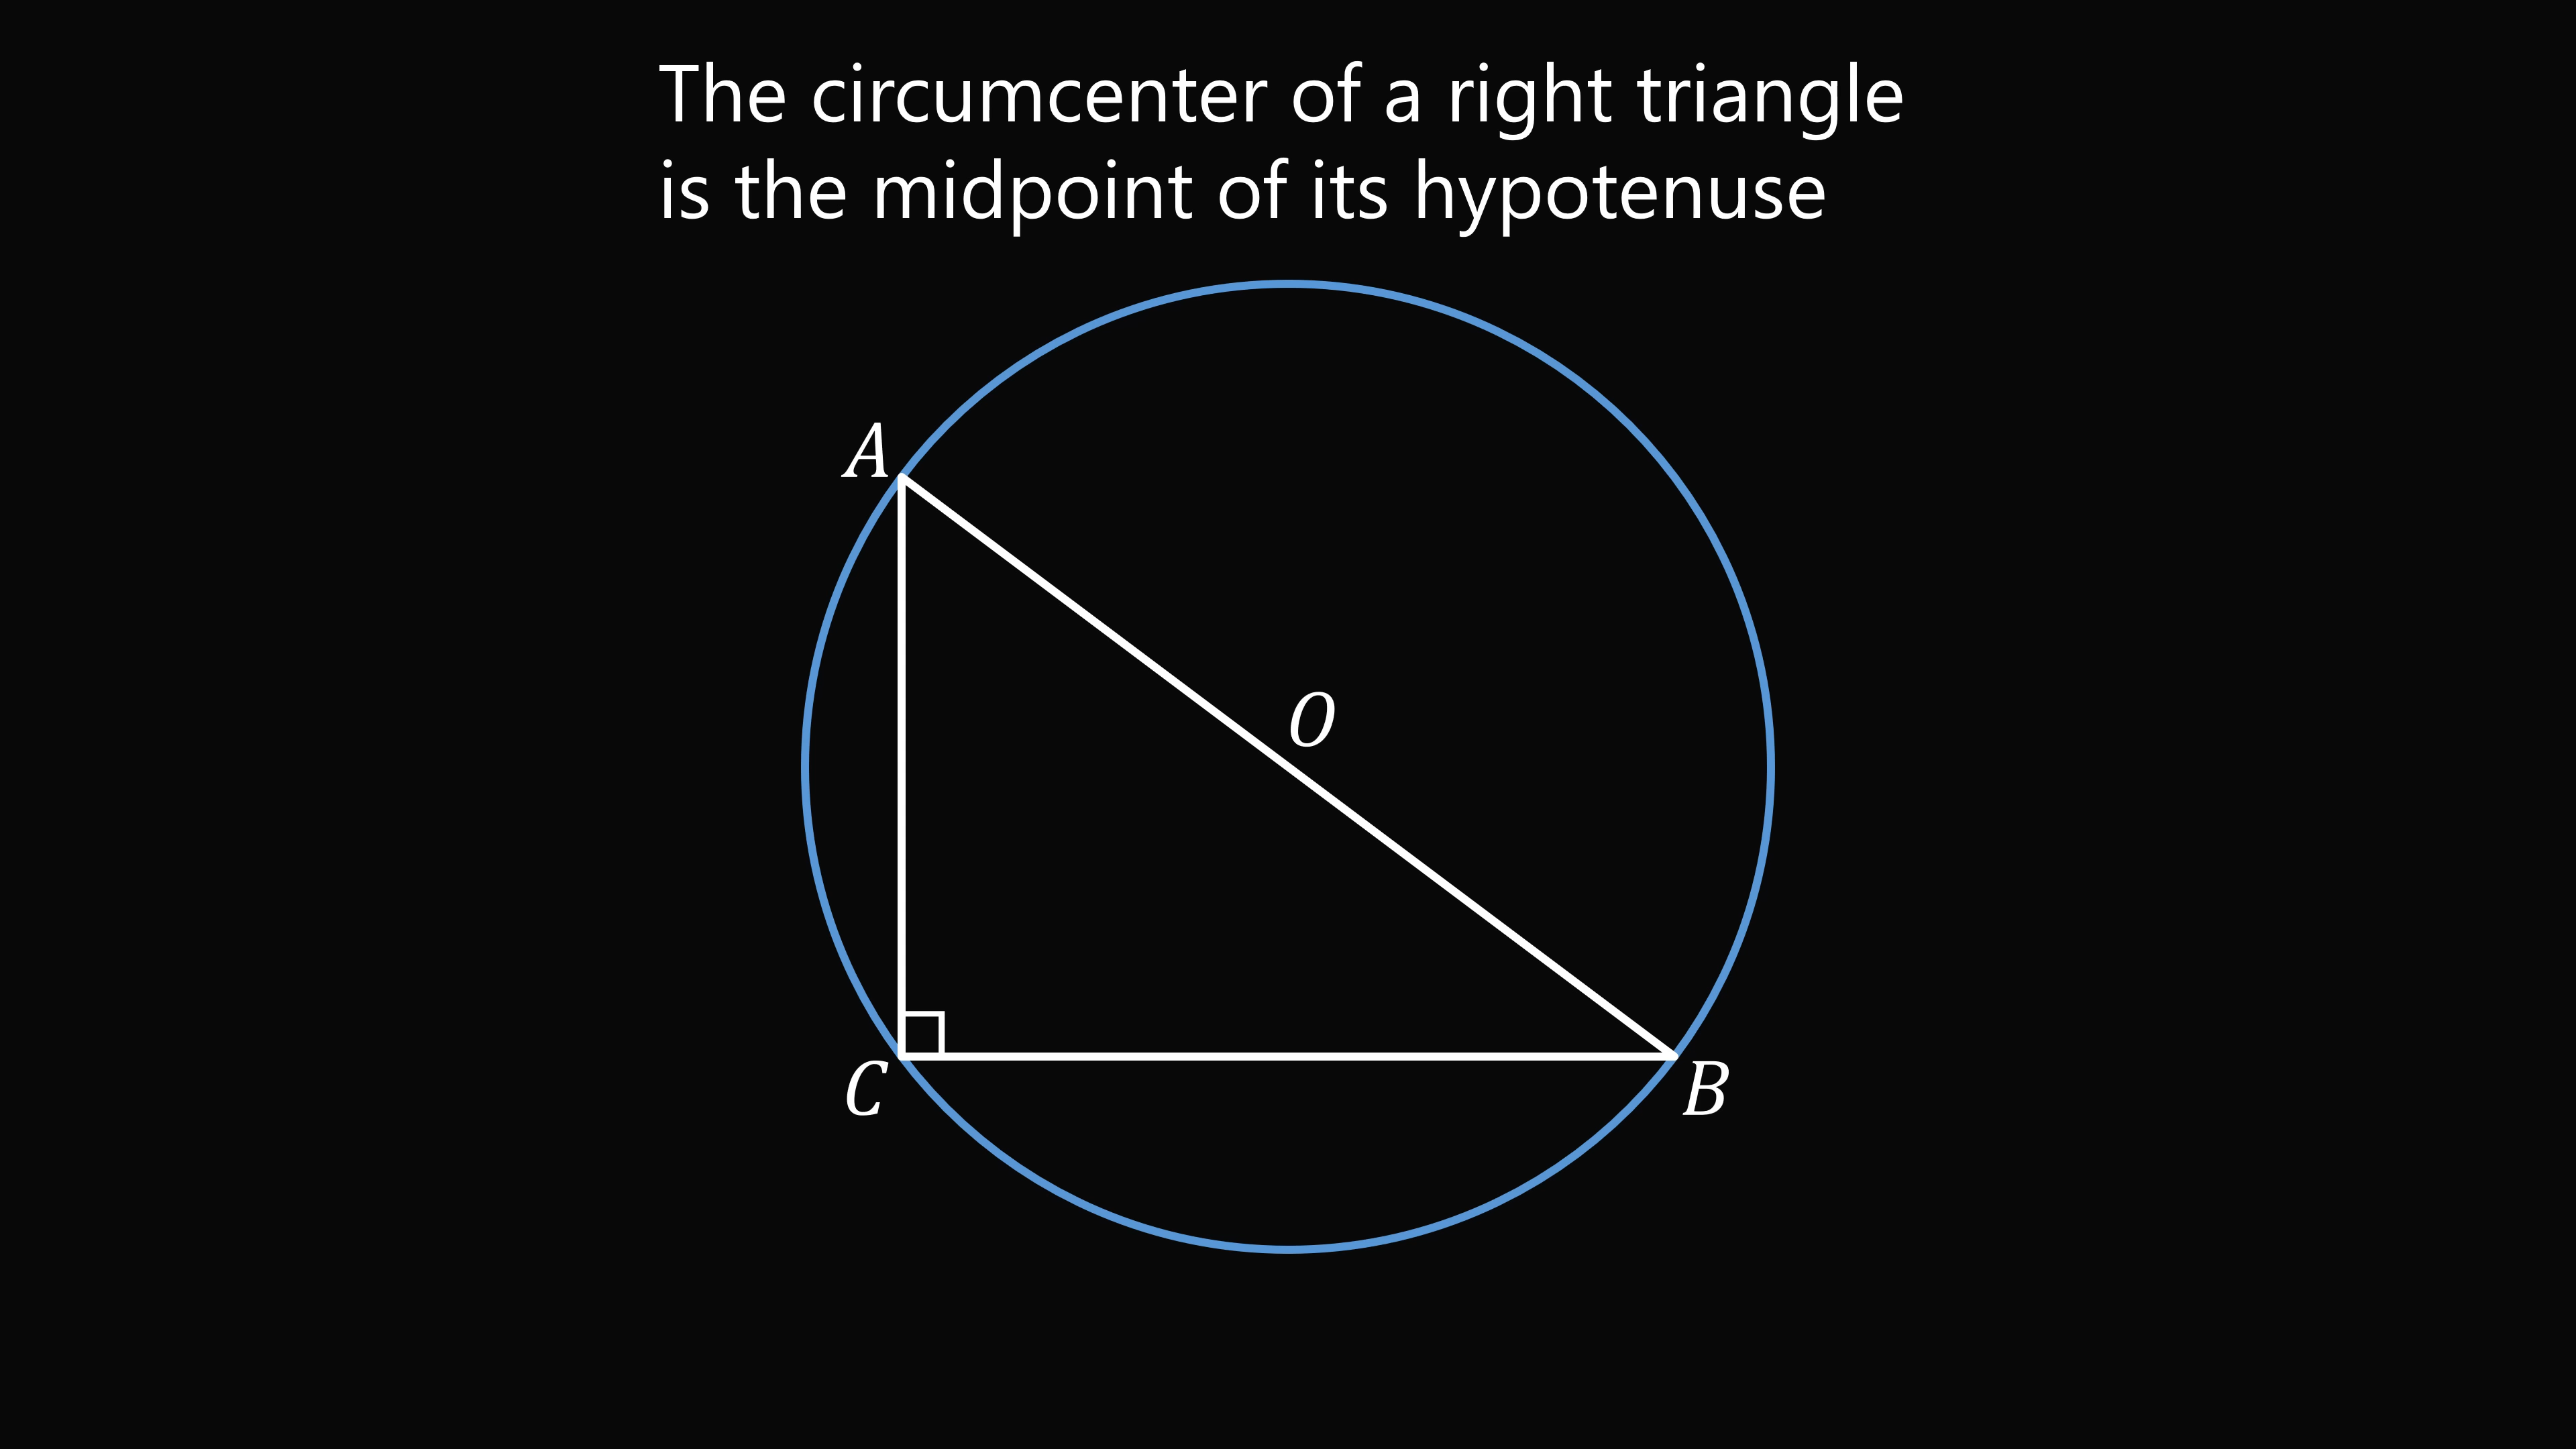 The circumcenter of a right triangle
is the midpoint of its hypotenuse
A
O
C
B